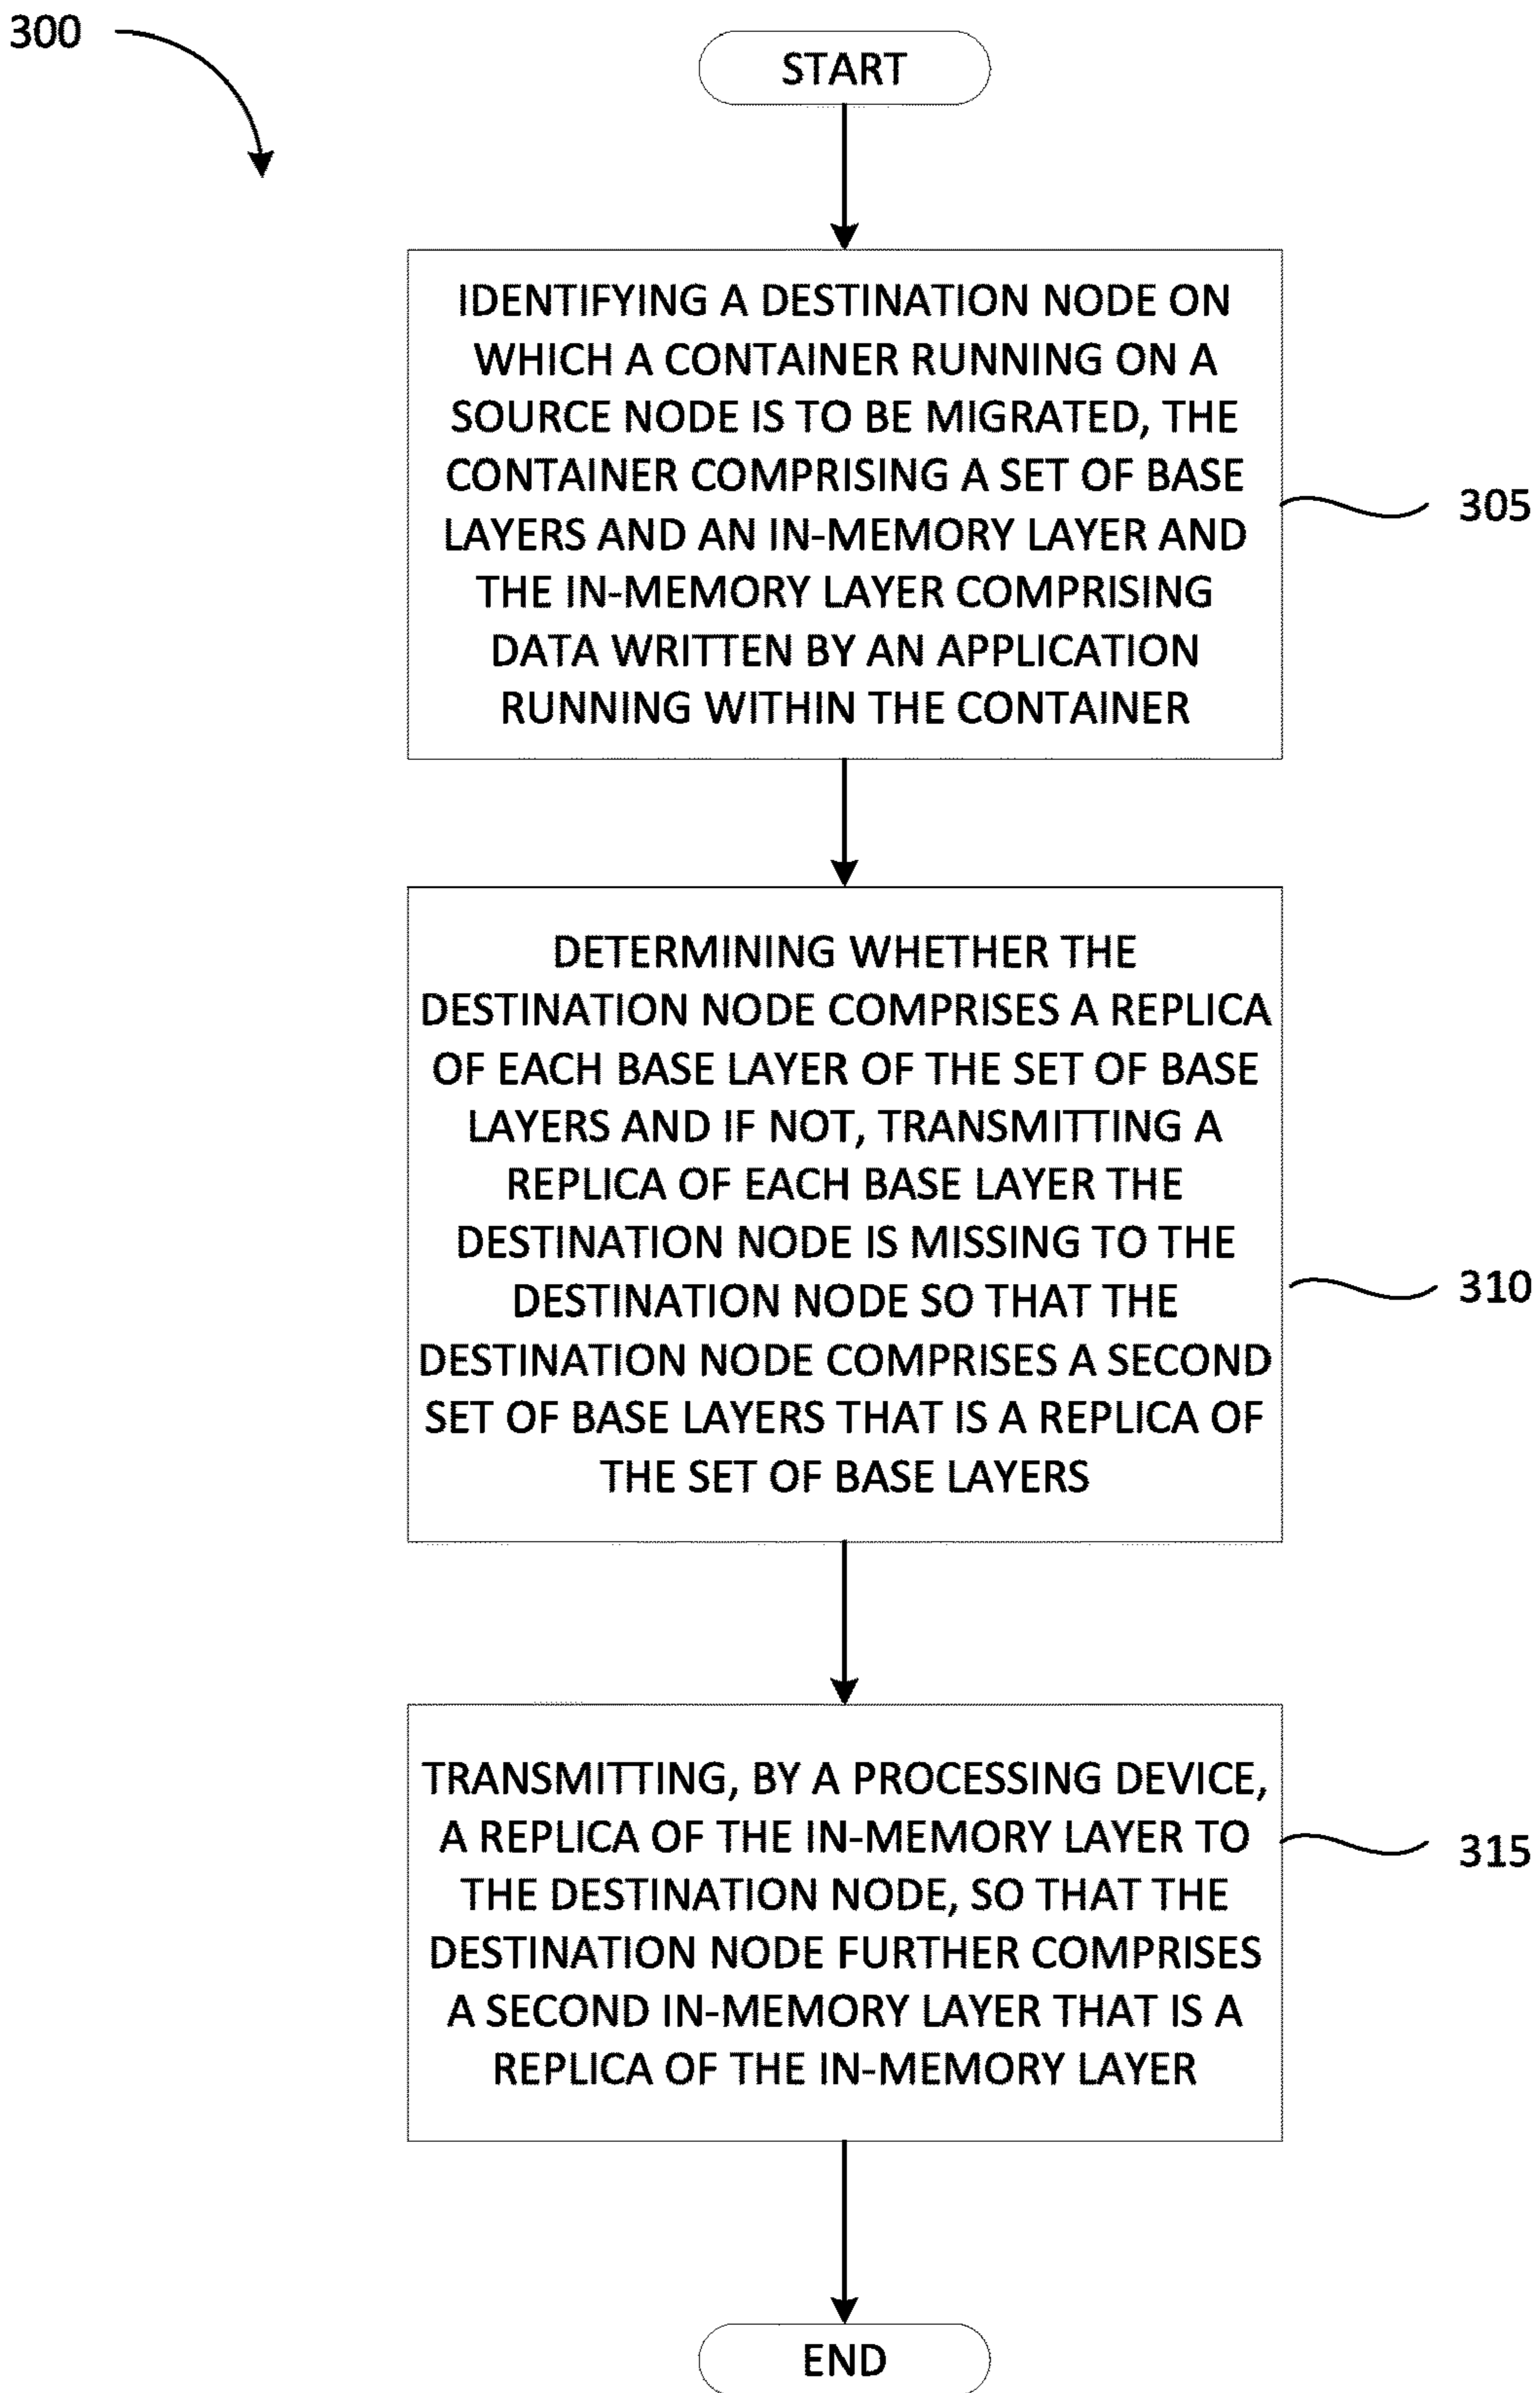 300
START
IDENTIFYING A DESTINATION NODE ON
WHICH A CONTAINER RUNNING ON A
SOURCE NODE IS TO BE MIGRATED, THE
CONTAINER COMPRISING A SET OF BASE
LAYERS AND AN IN-MEMORY LAYER AND
THE IN-MEMORY LAYER COMPRISING
DATA WRITTEN BY AN APPLICATION
RUNNING WITHIN THE CONTAINER
305
DETERMINING WHETHER THE
DESTINATION NODE COMPRISES A REPLICA
OF EACH BASE LAYER OF THE SET OF BASE
LAYERS AND IF NOT, TRANSMITTING A
REPLICA OF EACH BASE LAYER THE
DESTINATION NODE IS MISSING TO THE
DESTINATION NODE SO THAT THE
DESTINATION NODE COMPRISES A SECOND
SET OF BASE LAYERS THAT IS A REPLICA OF
THE SET OF BASE LAYERS
310
TRANSMITTING, BY A PROCESSING DEVICE,
A REPLICA OF THE IN-MEMORY LAYER TO
THE DESTINATION NODE, SO THAT THE
DESTINATION NODE FURTHER COMPRISES
A SECOND IN-MEMORY LAYER THAT IS A
REPLICA OF THE IN-MEMORY LAYER
315
END